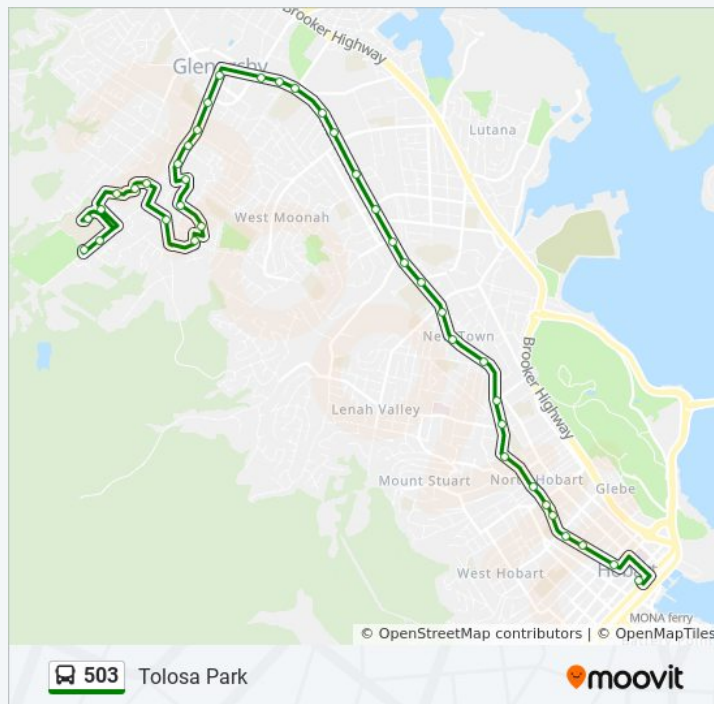 Brooker Highway
Glenorchy
Lutana
West Moonah
New Town
Brooker Highway
Lenah Valley
Mount Stuart
North Hobart
Glebe
West Hobart
Hobart
MONA ferry
© OpenStreetMap contributors | © OpenMapTiles
503 Tolosa Park
moovit